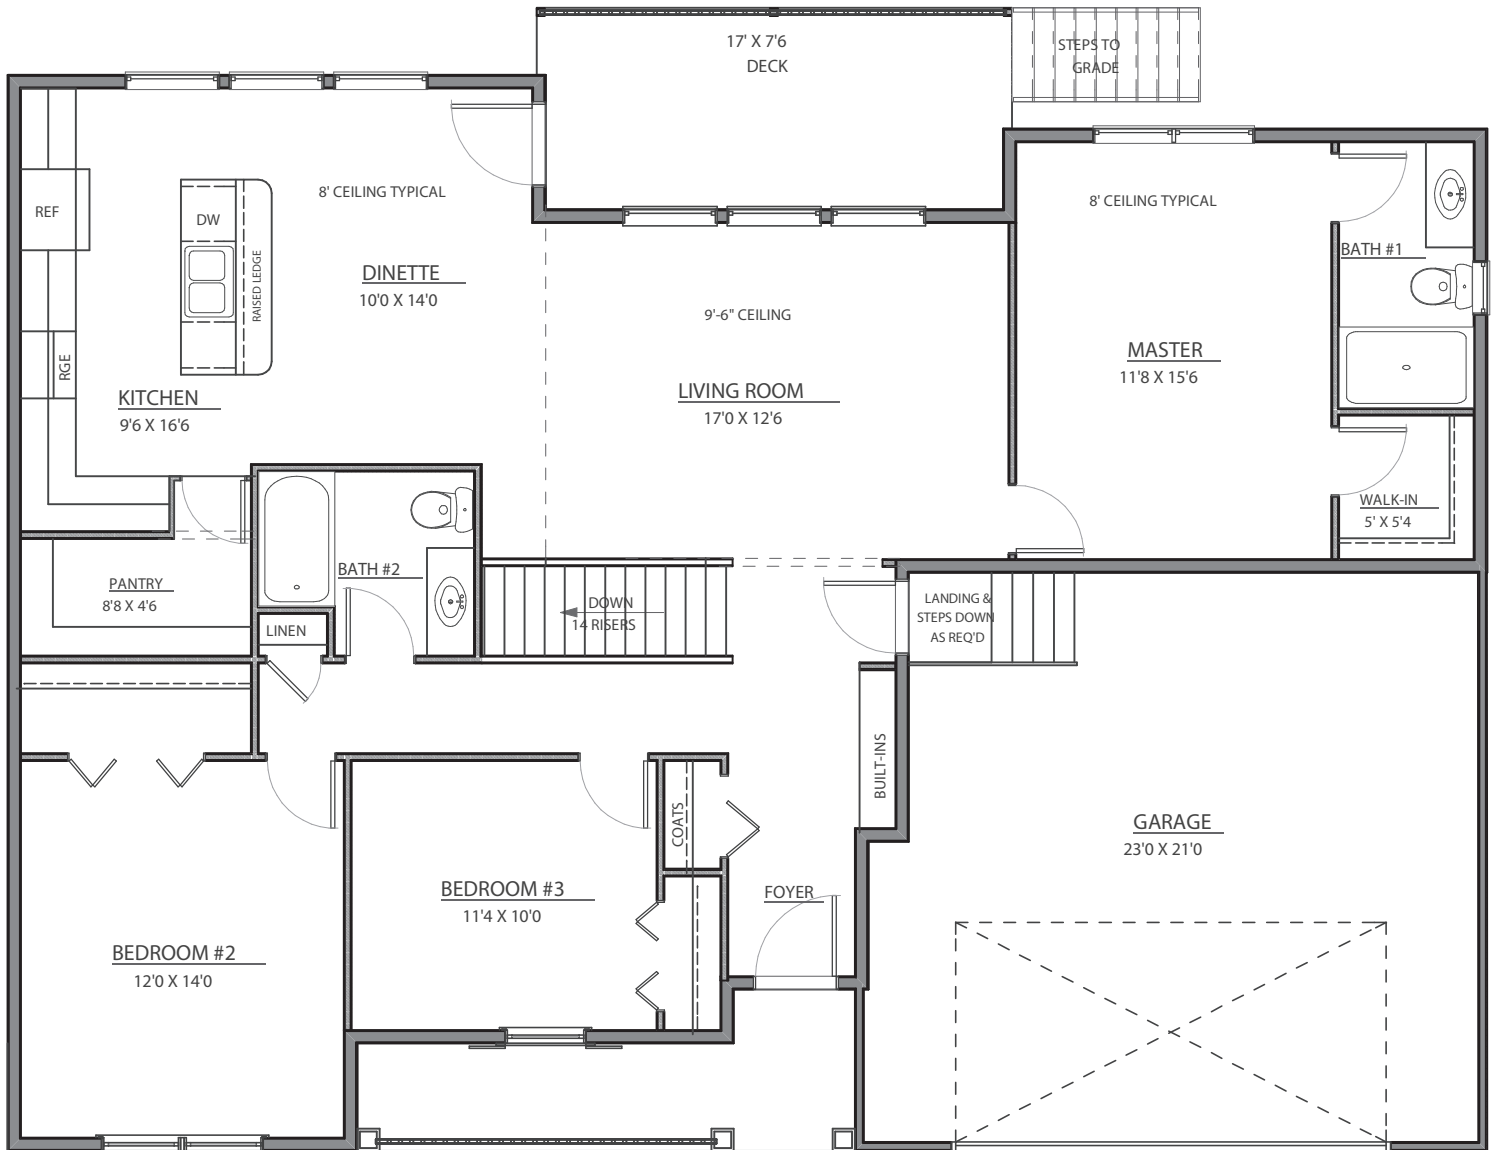 17' X 7'6
DECK
STEPS TO
GRADE
REF
DW
RAISED LEDGE
8' CEILING TYPICAL
DINETTE
10'0 X 14'0
RGE
KITCHEN
9'6 X 16'6
9'-6" CEILING
LIVING ROOM
17'0 X 12'6
8' CEILING TYPICAL
MASTER
11'8 X 15'6
BATH #1
WALK-IN
5' X 5'4
PANTRY
8'8 X 4'6
BATH #2
LINEN
DOWN
14 RISERS
LANDING &
STEPS DOWN
AS REQ'D
BUILT-INS
COATS
FOYER
GARAGE
23'0 X 21'0
BEDROOM #3
11'4 X 10'0
BEDROOM #2
12'0 X 14'0